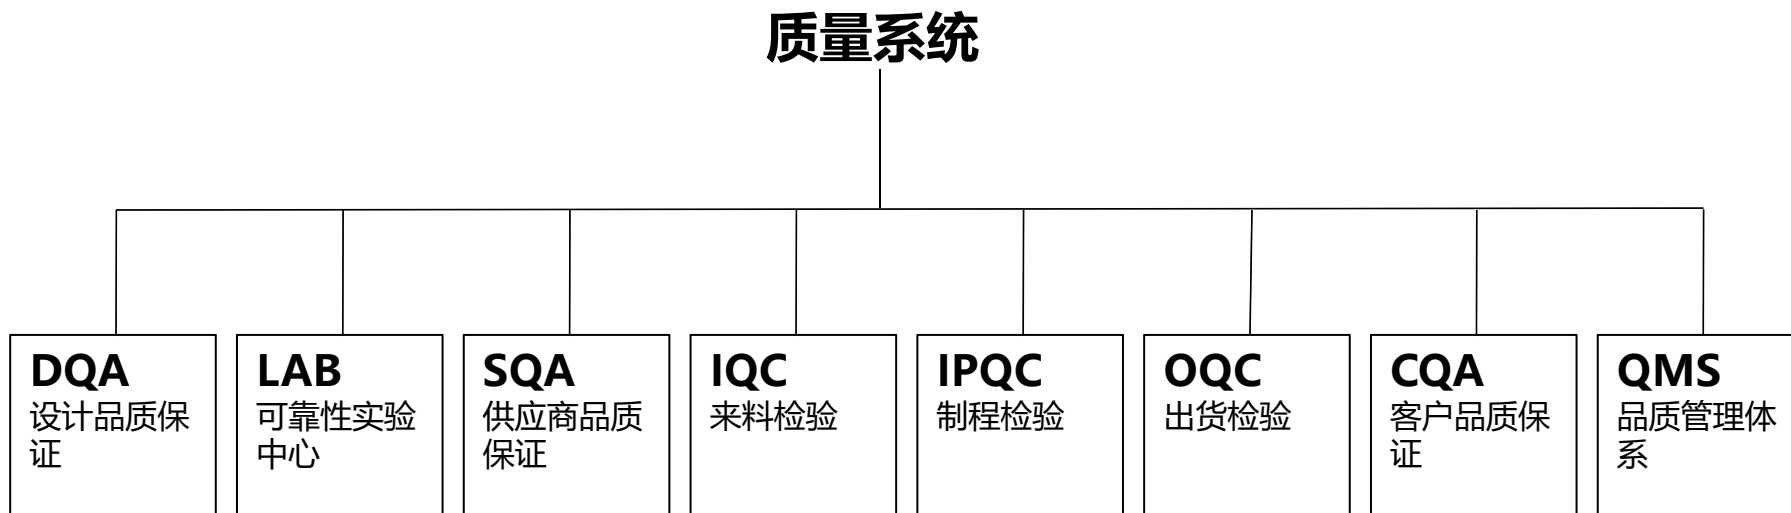 质量系统
DQA
设计品质保
证
LAB
可靠性实验
中心
SQA
供应商品质
保证
IQC
来料检验
IPQC
制程检验
OQC
出货检验
CQA
客户品质保
证
QMS
品质管理体
系